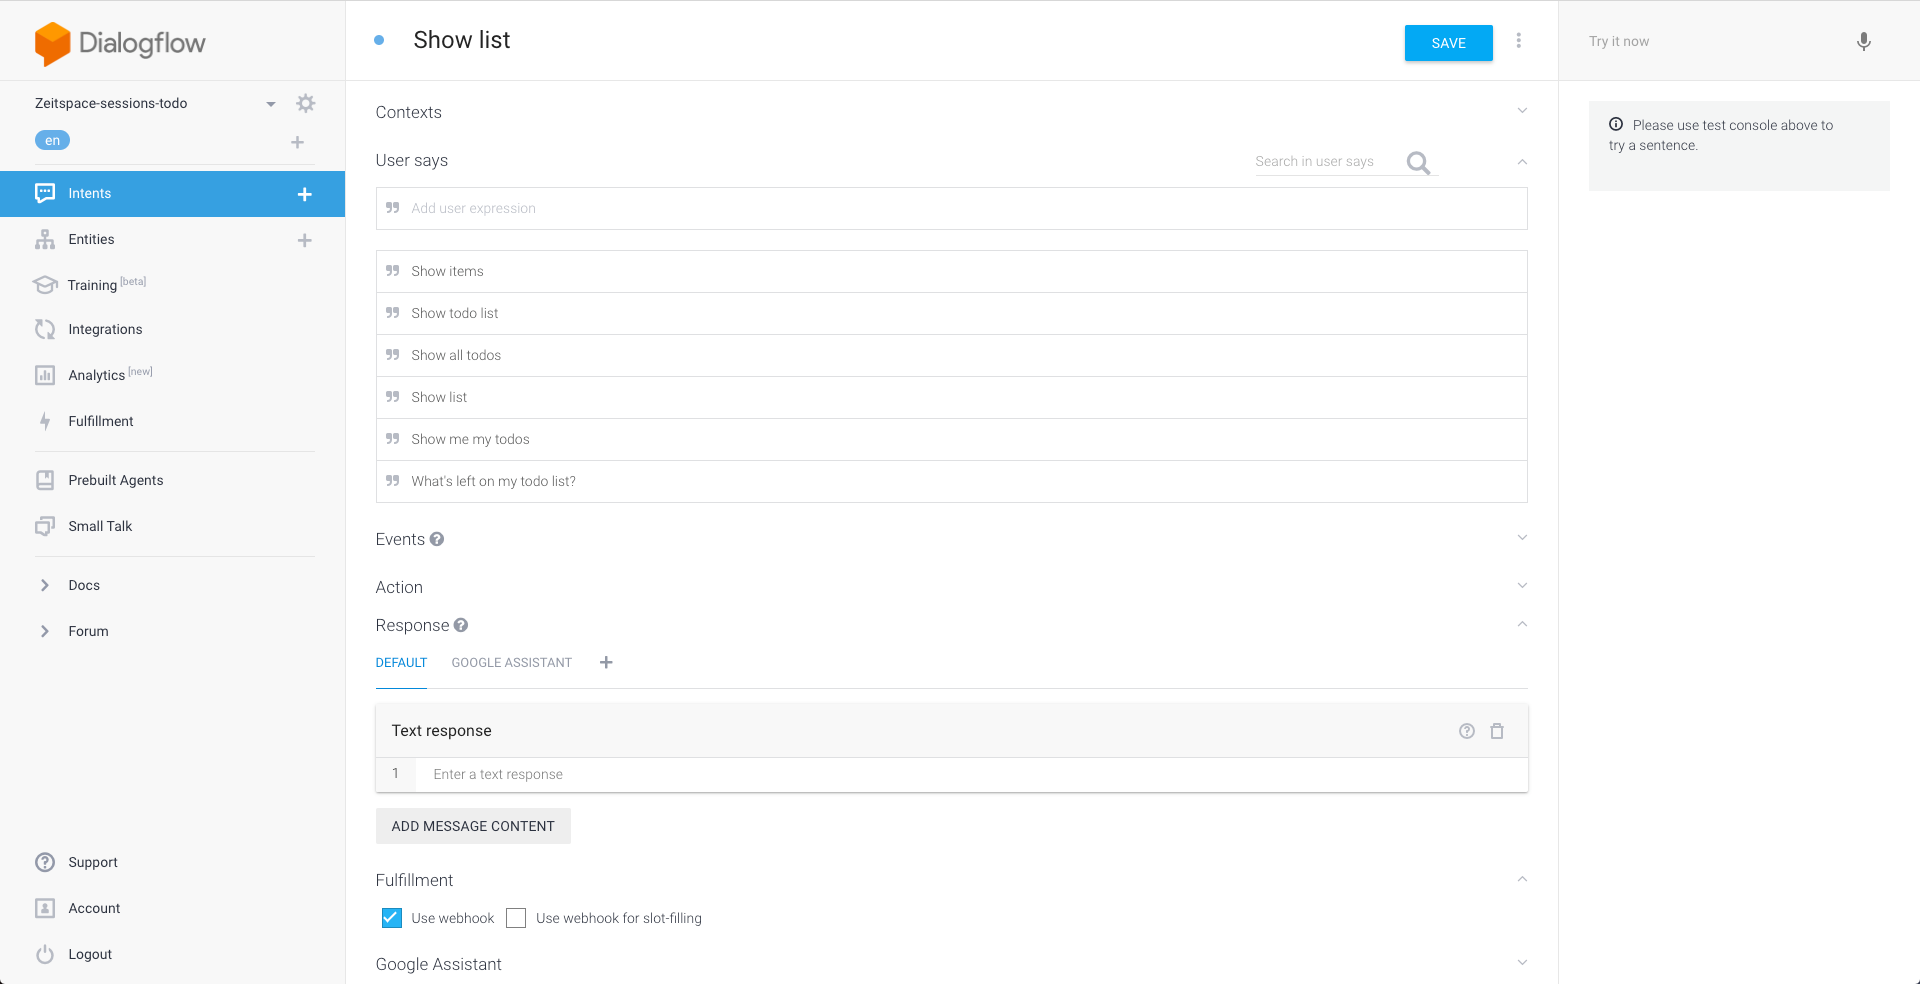 Dialogflow
Zeitspace-sessions-todo
en
Intents
Entities
Training [beta]
Integrations
Analytics [new]
Fulfillment
Prebuilt Agents
Small Talk
Docs
Forum
Support
Account
Logout
Show list
SAVE
Contexts
User says
Search in user says
Add user expression
Show items
Show todo list
Show all todos
Show list
Show me my todos
What's left on my todo list?
Events
Action
Response
DEFAULT GOOGLE ASSISTANT
Text response
1 Enter a text response
ADD MESSAGE CONTENT
Fulfillment
Use webhook Use webhook for slot-filling
Google Assistant
Try it now
Please use test console above to
try a sentence.